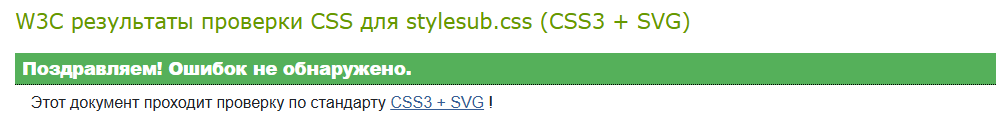 W3C результаты проверки CSS для stylesub.css (CSS3 + SVG)
Поздравляем! Ошибок не обнаружено.
Этот документ проходит проверку по стандарту CSS3 + SVG !